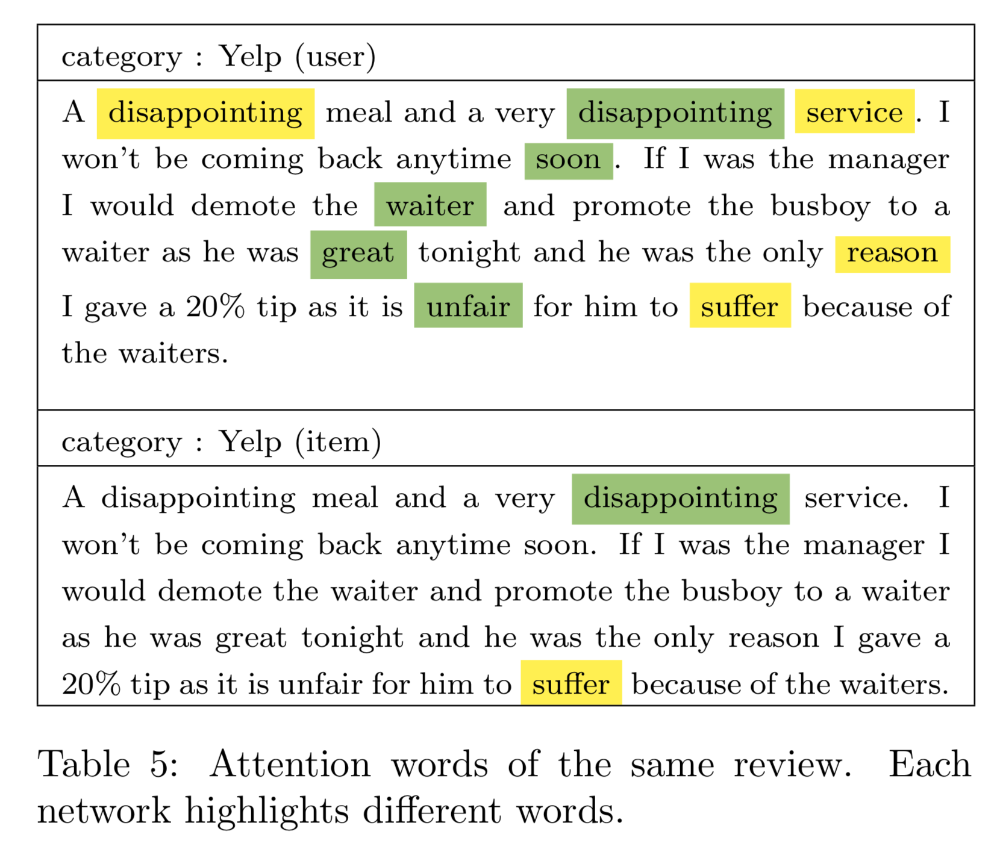 category : Yelp (user)
A disappointing meal and a very disappointing service . I
won't be coming back anytime soon . If I was the manager
I would demote the waiter and promote the busboy to a
waiter as he was great tonight and he was the only reason
I gave a 20% tip as it is unfair for him to suffer because of
the waiters.
category : Yelp (item)
A disappointing meal and a very disappointing service. I
won't be coming back anytime soon. If I was the manager I
would demote the waiter and promote the busboy to a waiter
as he was great tonight and he was the only reason I gave a
20% tip as it is unfair for him to suffer because of the waiters.
Table 5: Attention words of the same review. Each
network highlights different words.